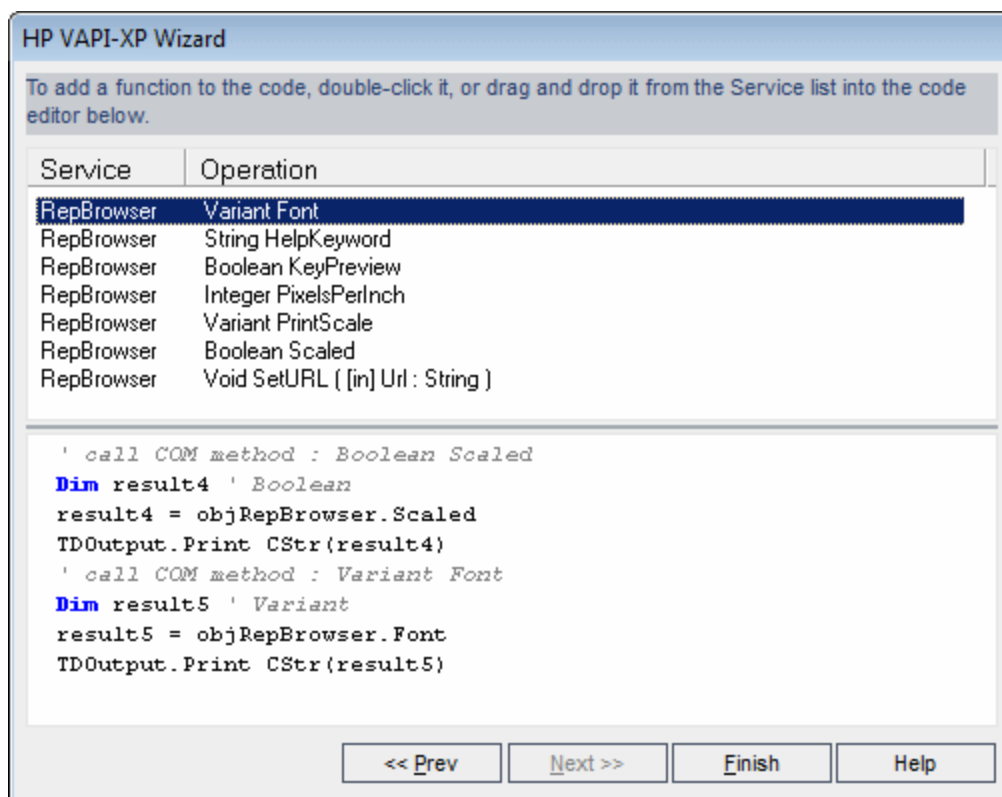 HP VAPI-XP Wizard
To add a function to the code, double-click it, or drag and drop it from the Service list into the code
editor below.
Service Operation
RepBrowser Variant Font
RepBrowser String HelpKeyword
RepBrowser Boolean KeyPreview
RepBrowser Integer PixelsPerInch
RepBrowser Variant PrintScale
RepBrowser Boolean Scaled
RepBrowser Void SetURL ( [in] Url : String )
' call COM method : Boolean Scaled
Dim result4 ' Boolean
result4 = objRepBrowser.Scaled
TDOutput.Print CStr(result4)
' call COM method : Variant Font
Dim result5 ' Variant
result5 = objRepBrowser.Font
TDOutput.Print CStr(result5)
<< Prev Next >> Finish Help